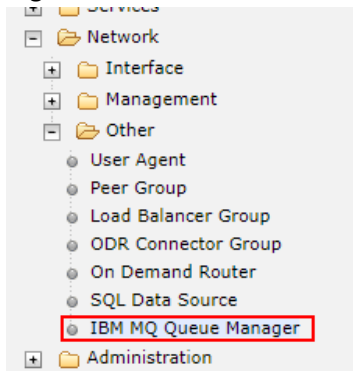 Services
Network
Interface
Management
Other
User Agent
Peer Group
Load Balancer Group
ODR Connector Group
On Demand Router
SQL Data Source
IBM MQ Queue Manager
Administration